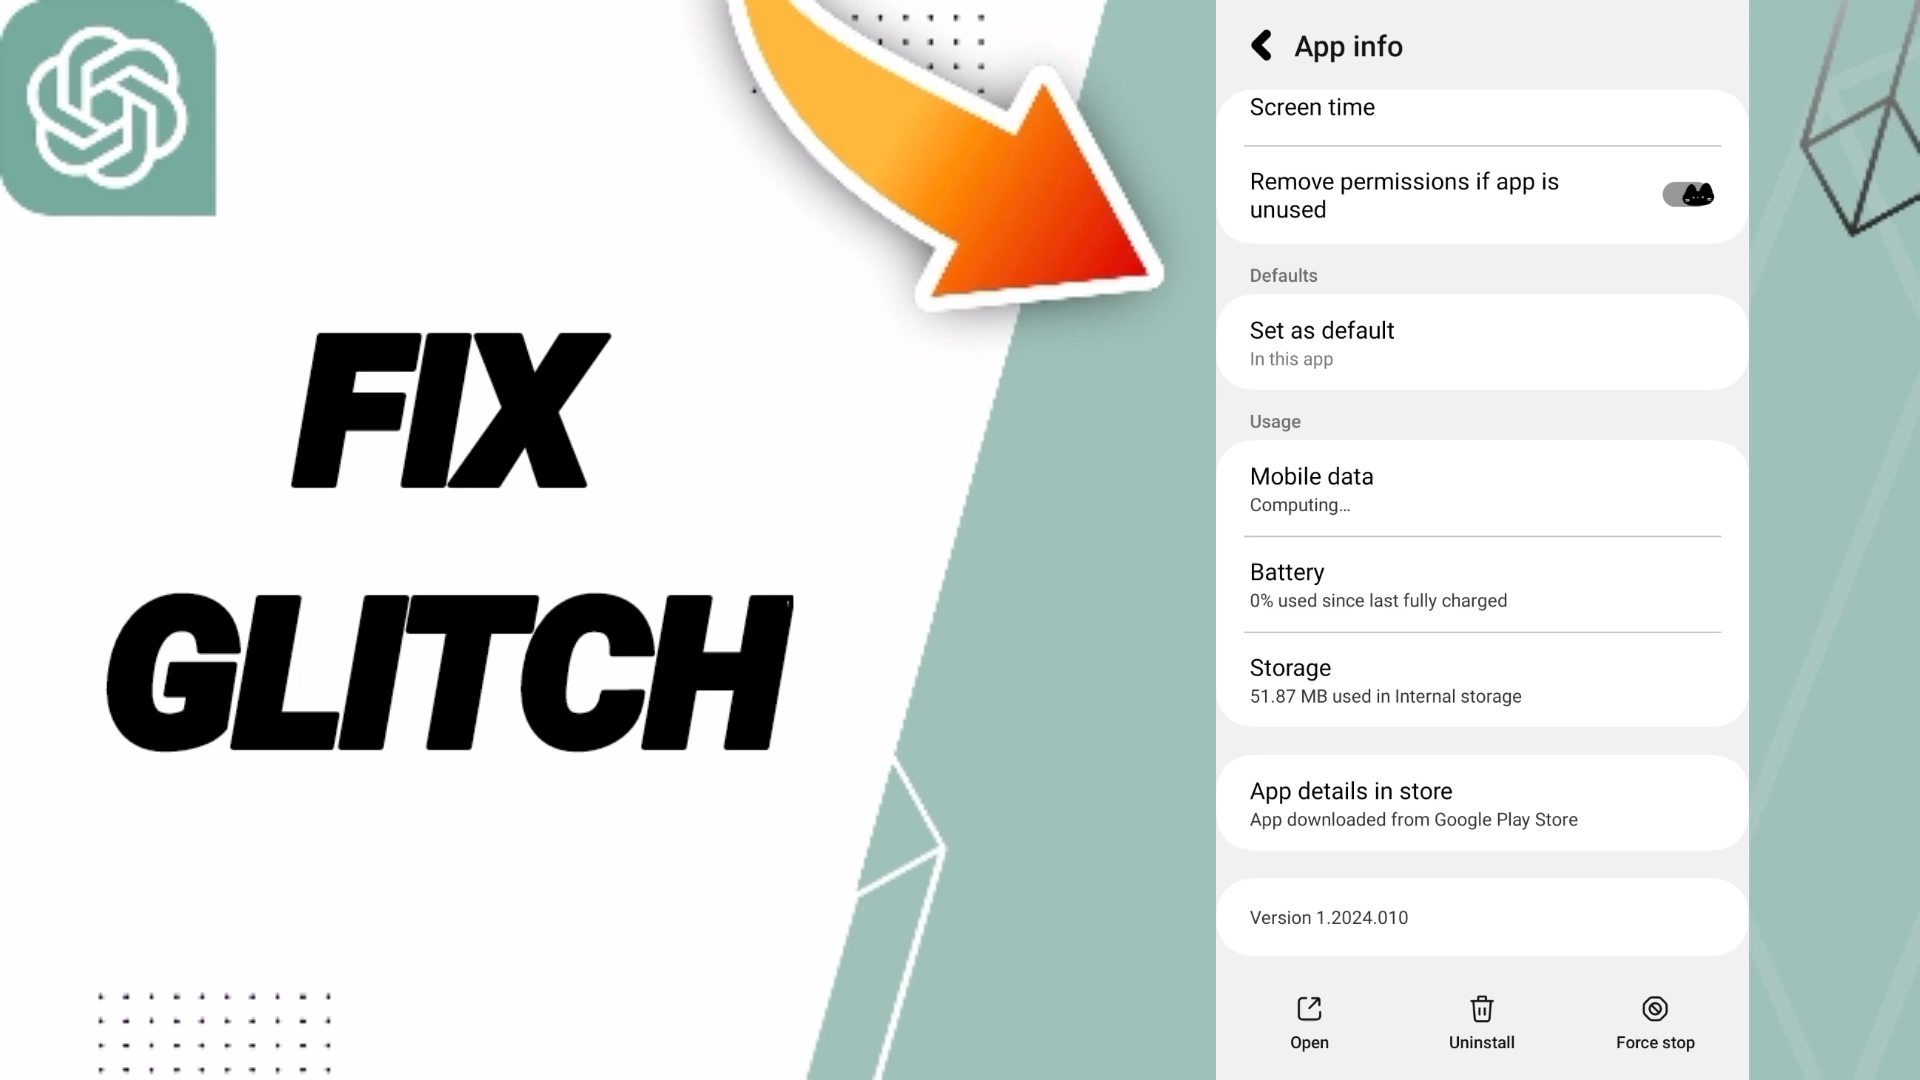 FIX
GLITCH
App info
Screen time
Remove permissions if app is
unused
Defaults
Set as default
In this app
Usage
Mobile data
Computing…
Battery
0% used since last fully charged
Storage
51.87 MB used in Internal storage
App details in store
App downloaded from Google Play Store
Version 1.2024.010
Open
Uninstall
Force stop